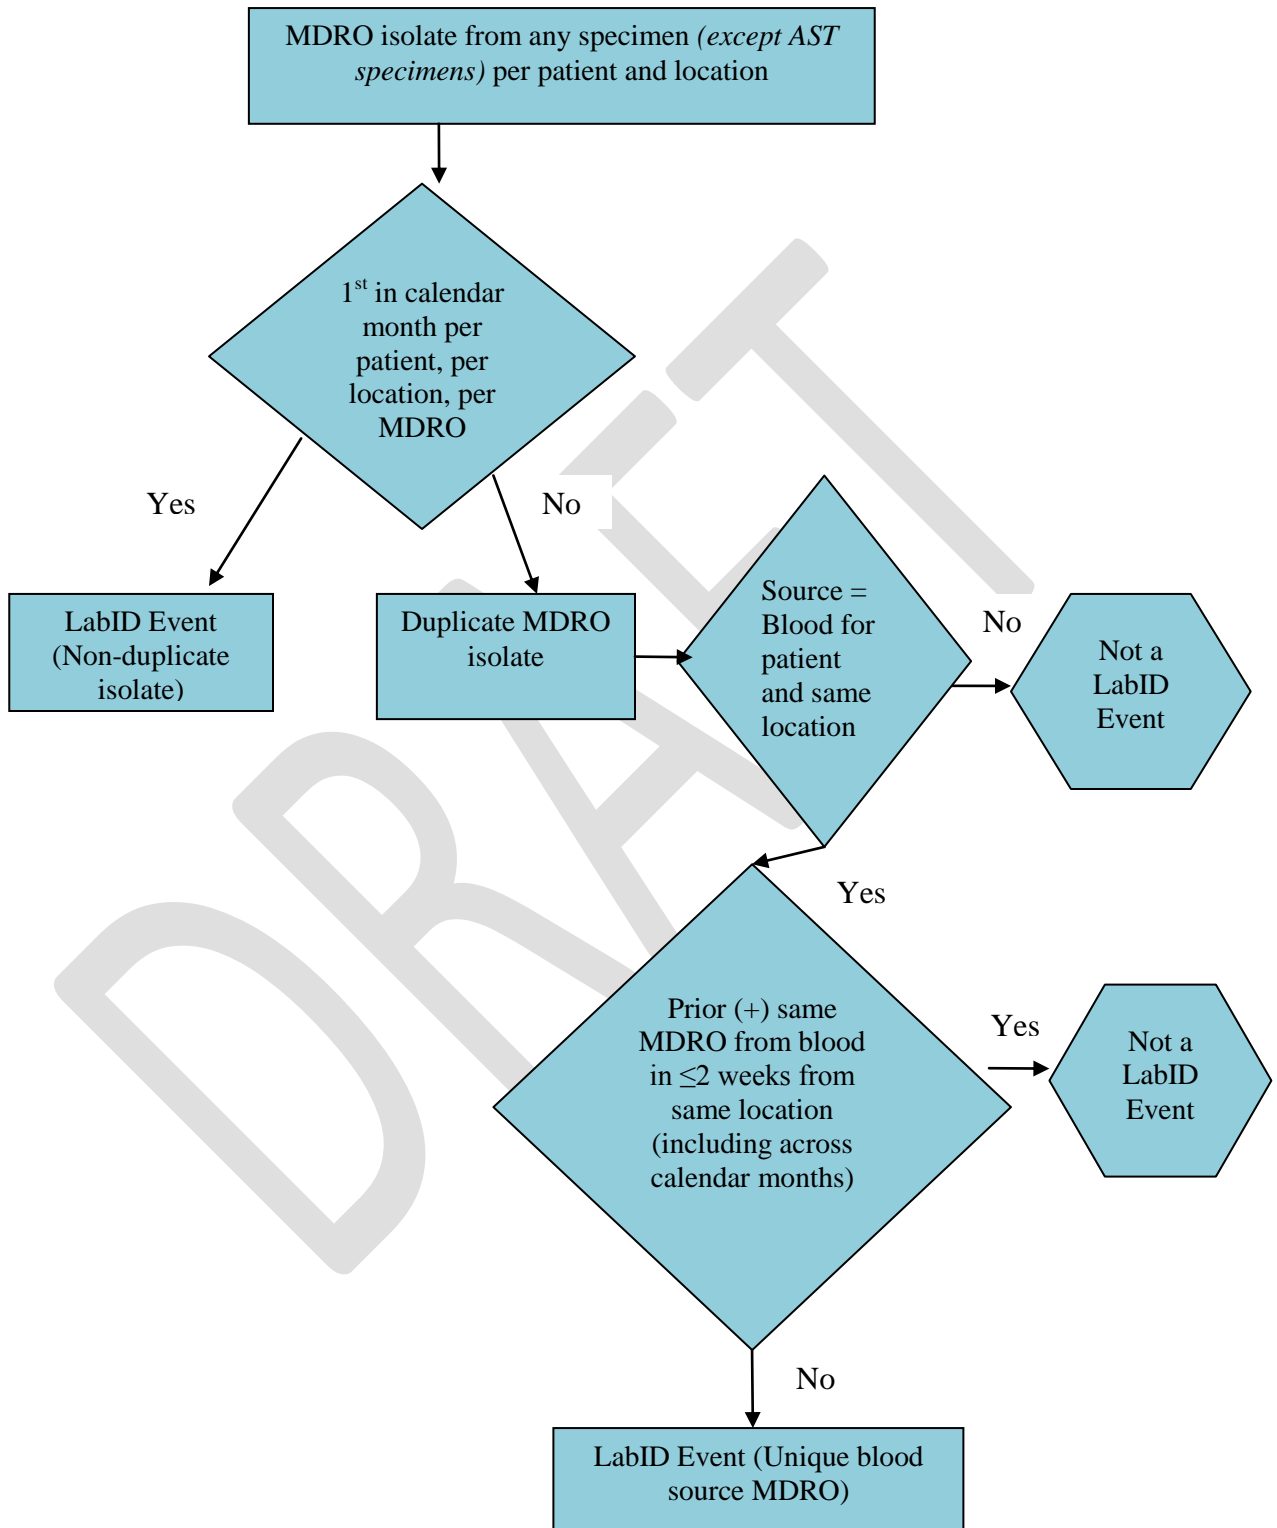 MDRO isolate from any specimen (except AST
specimens) per patient and location
1st in calendar
month per
patient, per
location, per
MDRO
Yes
No
LabID Event
(Non-duplicate
isolate)
Duplicate MDRO
isolate
Source =
Blood for
patient
and same
location
No
Not a
LabID
Event
Yes
Prior (+) same
MDRO from blood
in ≤2 weeks from
same location
(including across
calendar months)
Yes
Not a
LabID
Event
No
LabID Event (Unique blood
source MDRO)
DRAFT